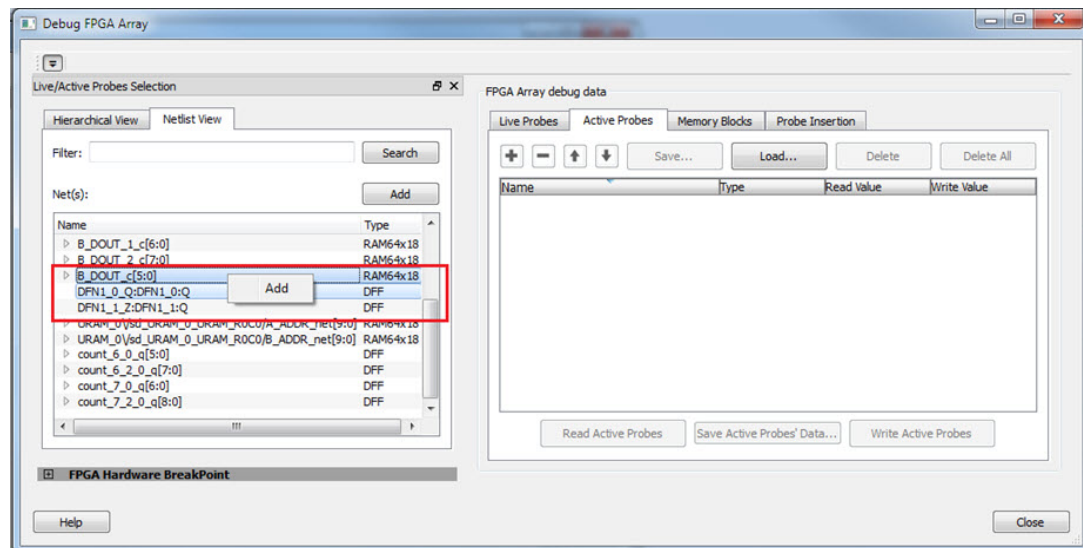 Debug FPGA Array
Live/Active Probes Selection
Hierarchical View Netlist View
Filter: Search
Net(s): Add
Name Type
B_DOUT_1_c[6:0] RAM64x18
B_DOUT_2_c[7:0] RAM64x18
B_DOUT_c[5:0] RAM64x18
DFN1_0_Q:DFN1_0:Q DFF
Add
DFN1_1_Z:DFN1_1:Q DFF
URAM_0\/sd_URAM_0_URAM_R0C0/A_ADDR_net[9:0] RAM64x18
URAM_0\/sd_URAM_0_URAM_R0C0/B_ADDR_net[9:0] RAM64x18
count_6_0_q[5:0] DFF
count_6_2_0_q[7:0] DFF
count_7_0_q[6:0] DFF
count_7_2_0_q[8:0] DFF
FPGA Hardware BreakPoint
FPGA Array debug data
Live Probes Active Probes Memory Blocks Probe Insertion
Save... Load... Delete Delete All
Name Type Read Value Write Value
Read Active Probes Save Active Probes' Data... Write Active Probes
Help Close